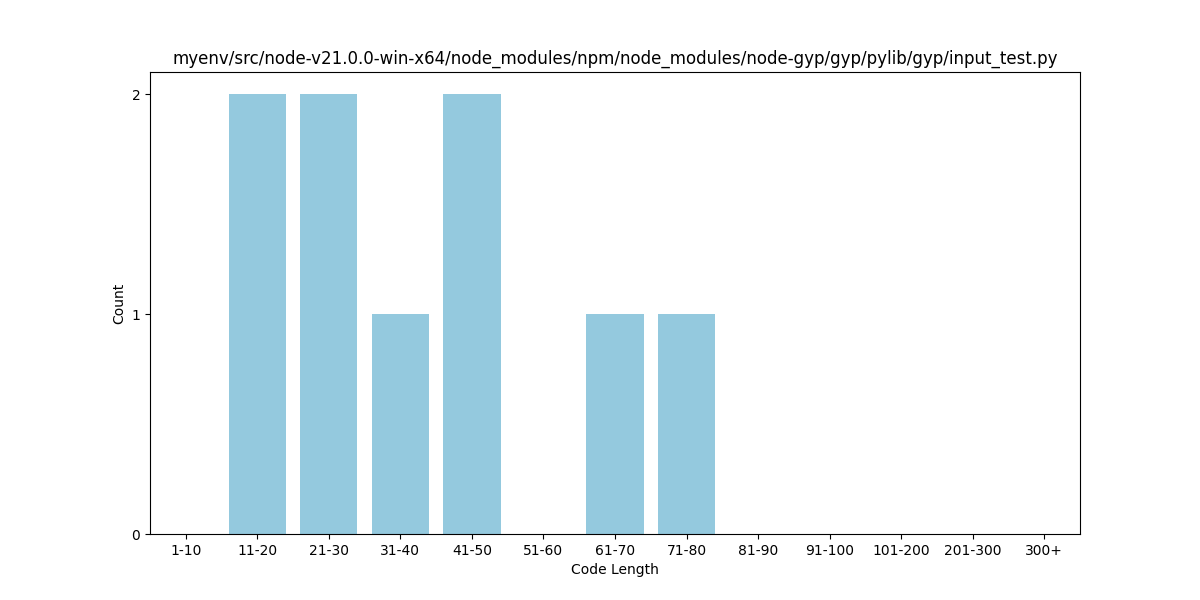 myenv/src/node-v21.0.0-win-x64/node_modules/npm/node_modules/node-gyp/gyp/pylib/gyp/input_test.py
2
1
0
Count
1-10 11-20 21-30 31-40 41-50 51-60 61-70 71-80 81-90 91-100 101-200 201-300 300+
Code Length